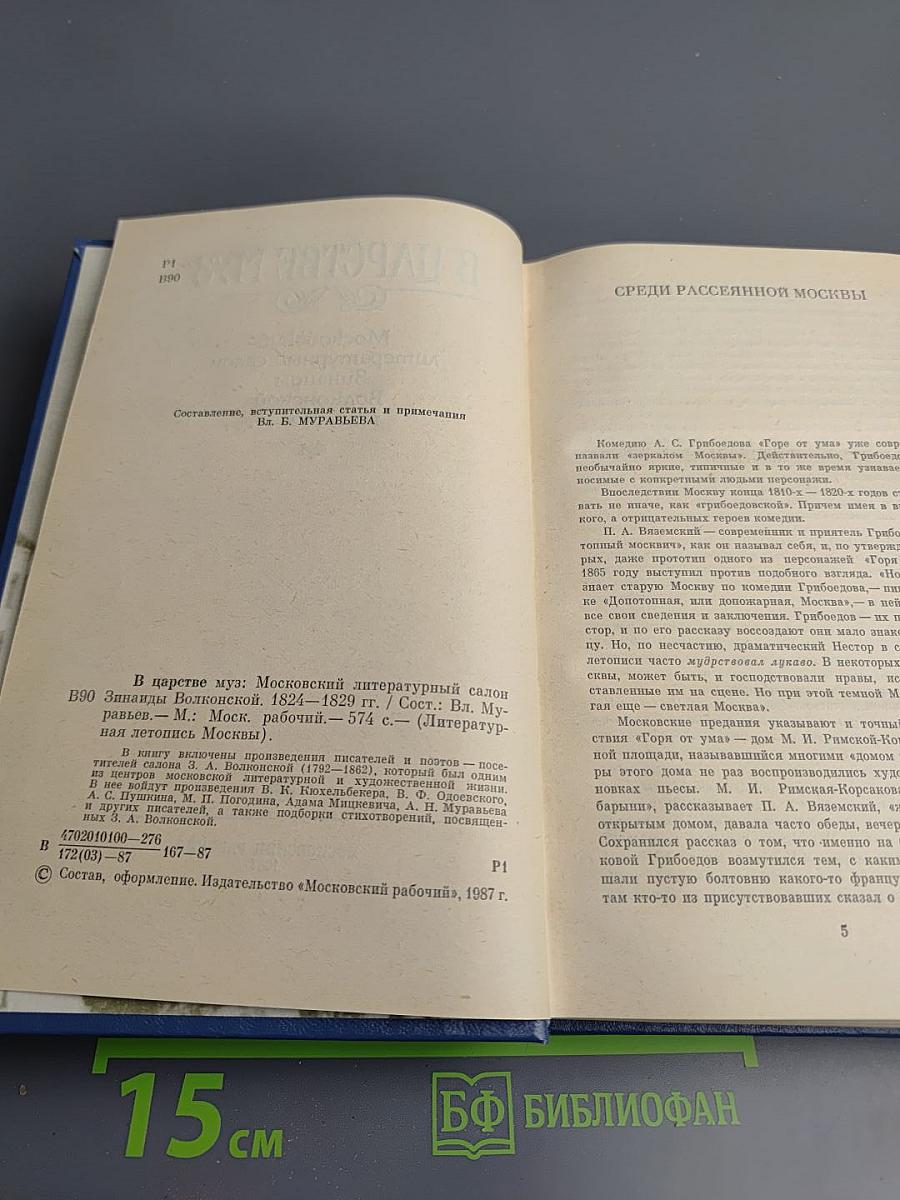 Р1
В90
Составление, вступительная статья и примечания
Вл. Б. МУРАВЬЕВА
В царстве муз: Московский литературный салон
В90 Зинаиды Волконской. 1824—1829 гг. / Сост.: Вл. Му-
равьев.— М.: Моск. рабочий.— 574 с.— (Литератур-
ная летопись Москвы).
В книгу включены произведения писателей и поэтов — посе-
тителей салона З. А. Волконской (1792—1862), который был одним
из центров московской литературной и художественной жизни.
В нее войдут произведения В. К. Кюхельбекера, В. Ф. Одоевского,
А. С. Пушкина, М. П. Погодина, Адама Мицкевича, А. Н. Муравьева
и других писателей, а также подборки стихотворений, посвящен-
ных З. А. Волконской.
В 4702010100—276
172(03)—87 167—87
Р1
© Состав, оформление. Издательство «Московский рабочий», 1987 г.
СРЕДИ РАССЕЯННОЙ МОСКВЫ
Комедию А. С. Грибоедова «Горе от ума» уже совр
назвали «зеркалом Москвы». Действительно, Грибоед
необычайно яркие, типичные и в то же время узнавае
носимые с конкретными людьми персонажи.
Впоследствии Москву конца 1810-х — 1820-х годов ст
вать не иначе, как «грибоедовской». Причем имея в ви
кого, а отрицательных героев комедии.
П. А. Вяземский — современник и приятель Грибо
топный москвич», как он называл себя, и, по утвержд
рых, даже прототип одного из персонажей «Горя
1865 году выступил против подобного взгляда. «Но
знает старую Москву по комедии Грибоедова,— пи
ке «Допотопная, или допожарная, Москва»,— в ней
все свои сведения и заключения. Грибоедов — их п
стор, и по его рассказу воссоздают они мало знако
цу. Но, по несчастию, драматический Нестор в с
летописи часто мудрствовал лукаво. В некоторых
сквы, может быть, и господствовали нравы, ис
ставленные им на сцене. Но при этой темной М
гая еще — светлая Москва».
Московские предания указывают и точный
ствия «Горя от ума» — дом М. И. Римской-Кор
ной площади, называвшийся многими «домом
ры этого дома не раз воспроизводились худо
новках пьесы. М. И. Римская-Корсакова
барыни», рассказывает П. А. Вяземский, «ж
открытым домом, давала часто обеды, вечер
Сохранился рассказ о том, что именно на
ковой Грибоедов возмутился тем, с каким
шали пустую болтовню какого-то францу
там кто-то из присутствовавших сказал о
5
15 см
БФ БИБЛИОФАН